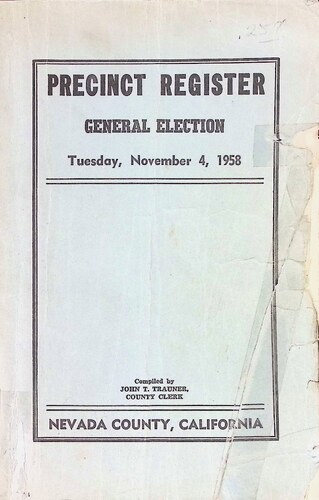 PRECINCT REGISTER
GENERAL ELECTION
Tuesday, November 4, 1958
Compiled by
JOHN T. TRAUNER,
COUNTY CLERK
NEVADA COUNTY, CALIFORNIA